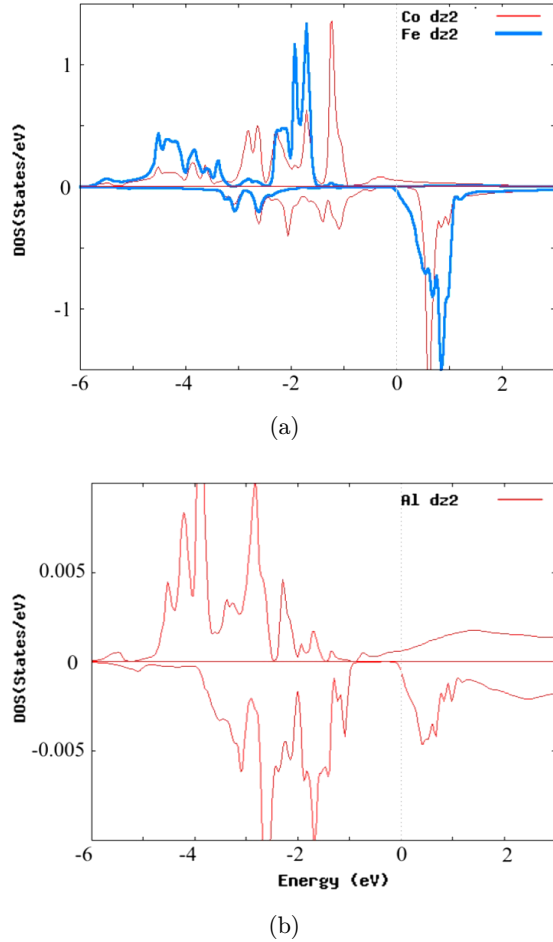 Co dz2
Fe dz2
DOS(States/eV)
1
0
-1
-6
-4
-2
0
2
(a)
Al dz2
DOS(States/eV)
0.005
0
-0.005
-6
-4
-2
0
2
Energy (eV)
(b)